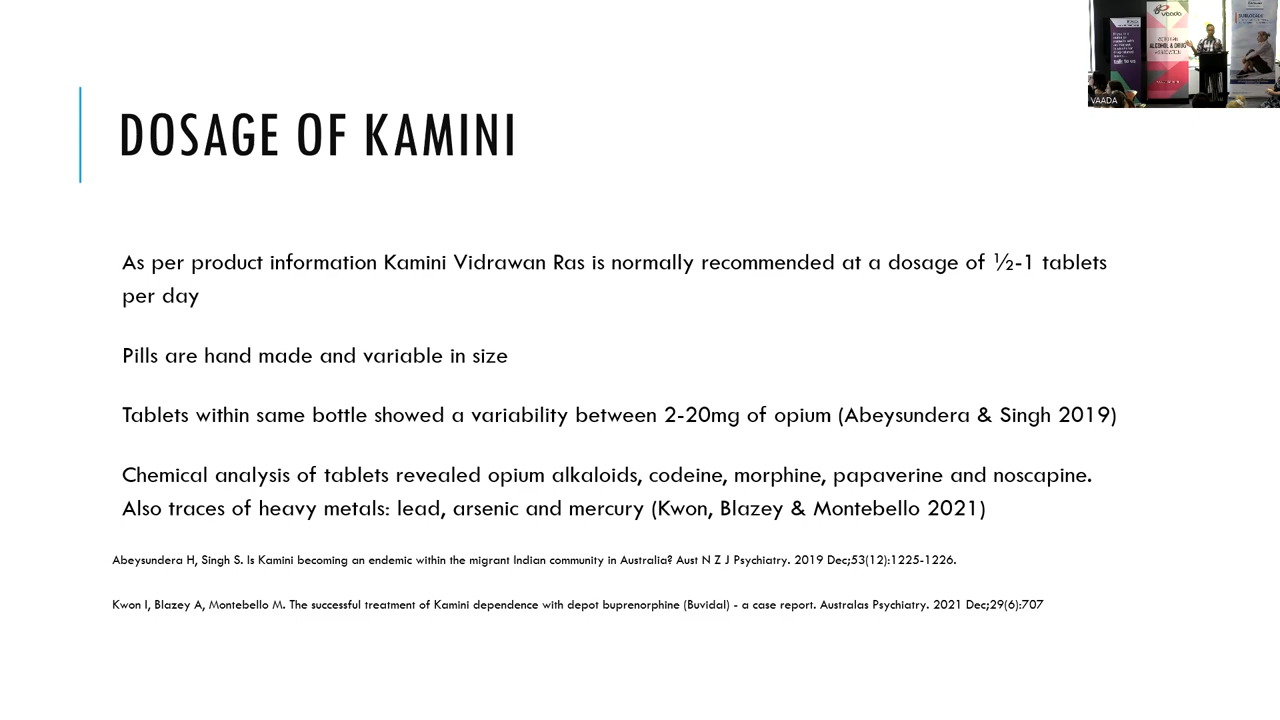 DOSAGE OF KAMINI
As per product information Kamini Vidrawan Ras is normally recommended at a dosage of ½-1 tablets
per day
Pills are hand made and variable in size
Tablets within same bottle showed a variability between 2-20mg of opium (Abeysundera & Singh 2019)
Chemical analysis of tablets revealed opium alkaloids, codeine, morphine, papaverine and noscapine.
Also traces of heavy metals: lead, arsenic and mercury (Kwon, Blazey & Montebello 2021)
Abeysundera H, Singh S. Is Kamini becoming an endemic within the migrant Indian community in Australia? Aust N Z J Psychiatry. 2019 Dec;53(12):1225-1226.
Kwon I, Blazey A, Montebello M. The successful treatment of Kamini dependence with depot buprenorphine (Buvidal) - a case report. Australas Psychiatry. 2021 Dec;29(6):707
vaada
ALCOHOL & DRUG
talk to us
VAADA